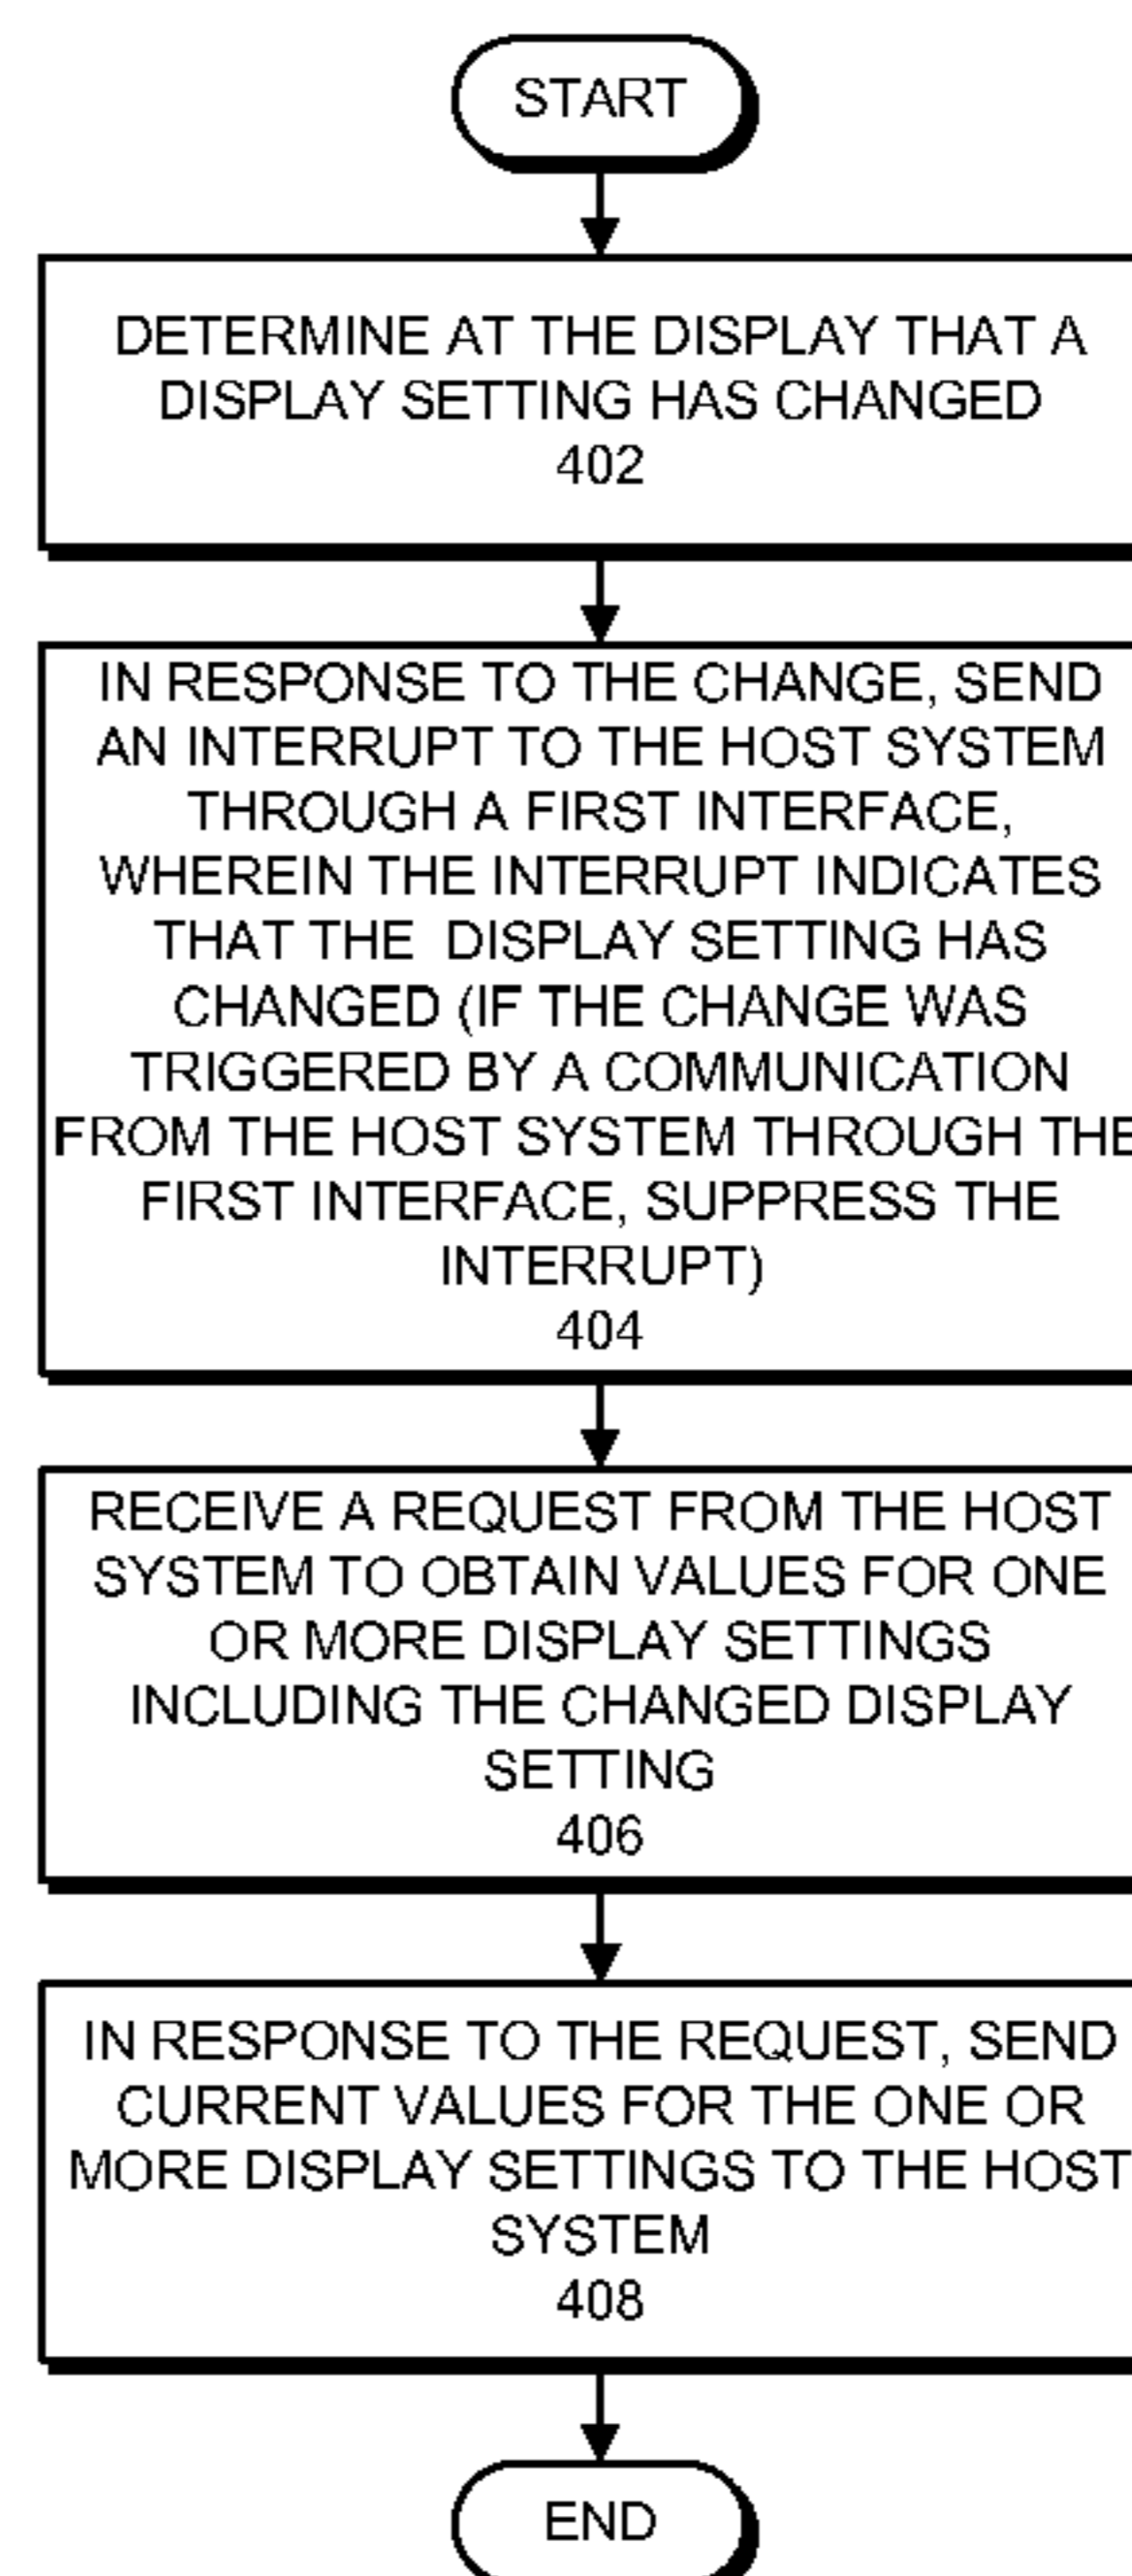 START
DETERMINE AT THE DISPLAY THAT A
DISPLAY SETTING HAS CHANGED
402
IN RESPONSE TO THE CHANGE, SEND
AN INTERRUPT TO THE HOST SYSTEM
THROUGH A FIRST INTERFACE,
WHEREIN THE INTERRUPT INDICATES
THAT THE DISPLAY SETTING HAS
CHANGED (IF THE CHANGE WAS
TRIGGERED BY A COMMUNICATION
FROM THE HOST SYSTEM THROUGH THE
FIRST INTERFACE, SUPPRESS THE
INTERRUPT)
404
RECEIVE A REQUEST FROM THE HOST
SYSTEM TO OBTAIN VALUES FOR ONE
OR MORE DISPLAY SETTINGS
INCLUDING THE CHANGED DISPLAY
SETTING
406
IN RESPONSE TO THE REQUEST, SEND
CURRENT VALUES FOR THE ONE OR
MORE DISPLAY SETTINGS TO THE HOST
SYSTEM
408
END